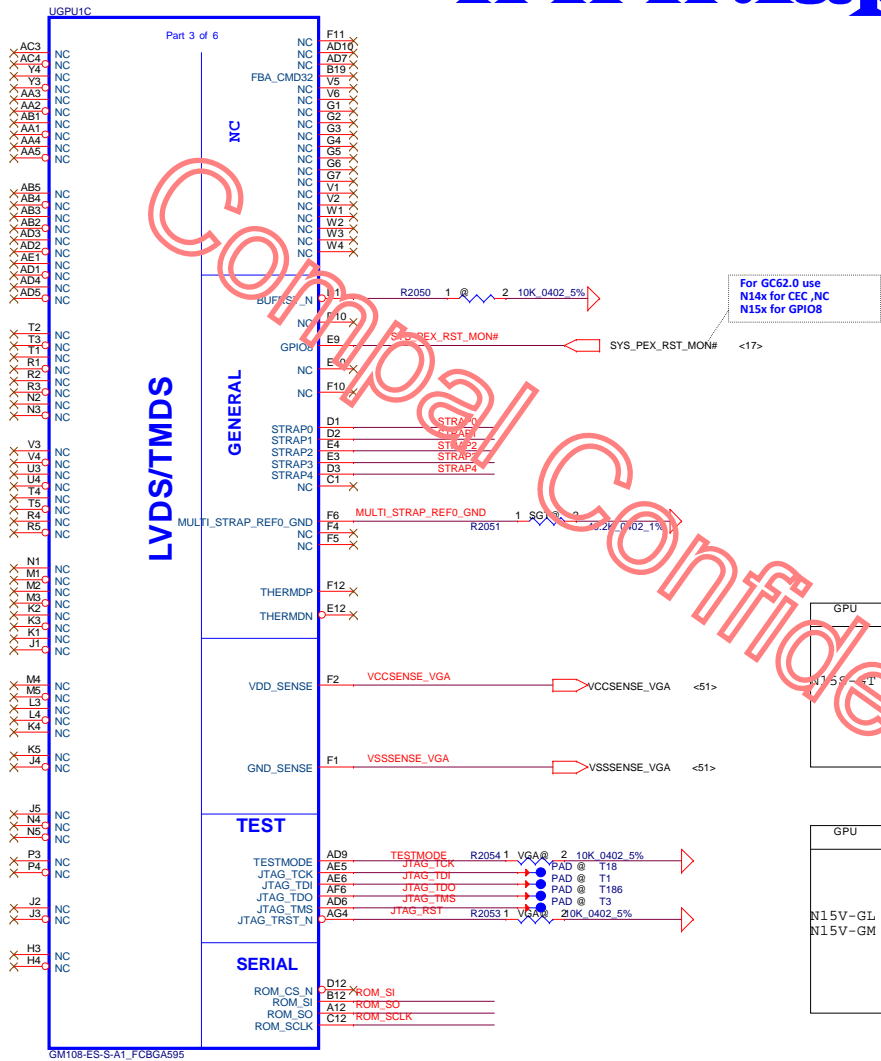 UGPU1C
Part 3 of 6
AC3 NC
AC4 NC
Y4 NC
Y3 NC
AA3 NC
AA2 NC
AB1 NC
AA1 NC
AA4 NC
AA5 NC
AB5 NC
AB4 NC
AB3 NC
AB2 NC
AD3 NC
AD2 NC
AE1 NC
AD1 NC
AD4 NC
AD5 NC
T2 NC
T3 NC
T1 NC
R1 NC
R2 NC
R3 NC
N2 NC
N3 NC
V3 NC
V4 NC
U3 NC
U4 NC
T4 NC
T5 NC
R4 NC
R5 NC
N1 NC
M1 NC
M2 NC
M3 NC
K2 NC
K3 NC
K1 NC
J1 NC
M4 NC
M5 NC
L3 NC
L4 NC
K4 NC
K5 NC
J4 NC
J5 NC
N4 NC
N5 NC
P3 NC
P4 NC
J2 NC
J3 NC
H3 NC
H4 NC
LVDS/TMDS
NC
NC F11
NC AD10
NC AD7
FBA_CMD32 B19
NC V5
NC V6
NC G1
NC G2
NC G3
NC G4
NC G5
NC G6
NC G7
NC V1
NC V2
NC W1
NC W2
NC W3
NC W4
GENERAL
BUFRST_N R2050 1 @ 2 10K_0402_5%
NC
GPIO8 E9 SYS_PEX_RST_MON# SYS_PEX_RST_MON# <17>
NC
NC F10
For GC62.0 use
N14x for CEC ,NC
N15x for GPIO8
STRAP0 D1 STRAP0
STRAP1 D2 STRAP1
STRAP2 E4 STRAP2
STRAP3 E3 STRAP3
STRAP4 D3 STRAP4
NC C1
MULTI_STRAP_REF0_GND F6 MULTI_STRAP_REF0_GND R2051 1 2
NC F4
NC F5
THERMDP F12
THERMDN E12
VDD_SENSE F2 VCCSENSE_VGA VCCSENSE_VGA <51>
GND_SENSE F1 VSSSENSE_VGA VSSSENSE_VGA <51>
TEST
TESTMODE AD9 TESTMODE R2054 1 VGA@ 2 10K_0402_5%
JTAG_TCK AE5 JTAG_TCK PAD @ T18
JTAG_TDI AE6 JTAG_TDI PAD @ T1
JTAG_TDO AF6 JTAG_TDO PAD @ T186
JTAG_TMS AD6 JTAG_TMS PAD @ T3
JTAG_TRST_N AG4 JTAG_RST R2053 1 VGA@ 2 10K_0402_5%
SERIAL
ROM_CS_N D12
ROM_SI B12 ROM_SI
ROM_SO A12 ROM_SO
ROM_SCLK C12 ROM_SCLK
GM108-ES-S-A1_FCBGA595
GPU
N15S-GT
GPU
N15V-GL
N15V-GM
Compal Confide